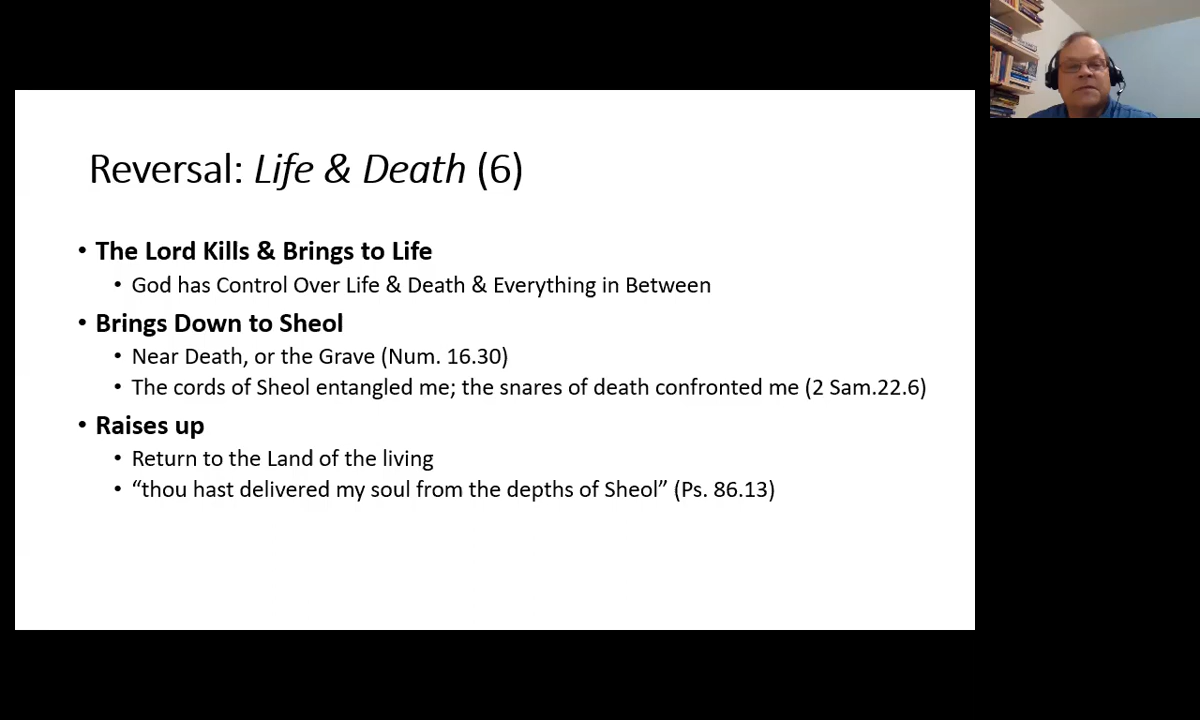 Reversal: Life & Death (6)
• The Lord Kills & Brings to Life
• God has Control Over Life & Death & Everything in Between
• Brings Down to Sheol
• Near Death, or the Grave (Num. 16.30)
• The cords of Sheol entangled me; the snares of death confronted me (2 Sam.22.6)
• Raises up
• Return to the Land of the living
• “thou hast delivered my soul from the depths of Sheol” (Ps. 86.13)